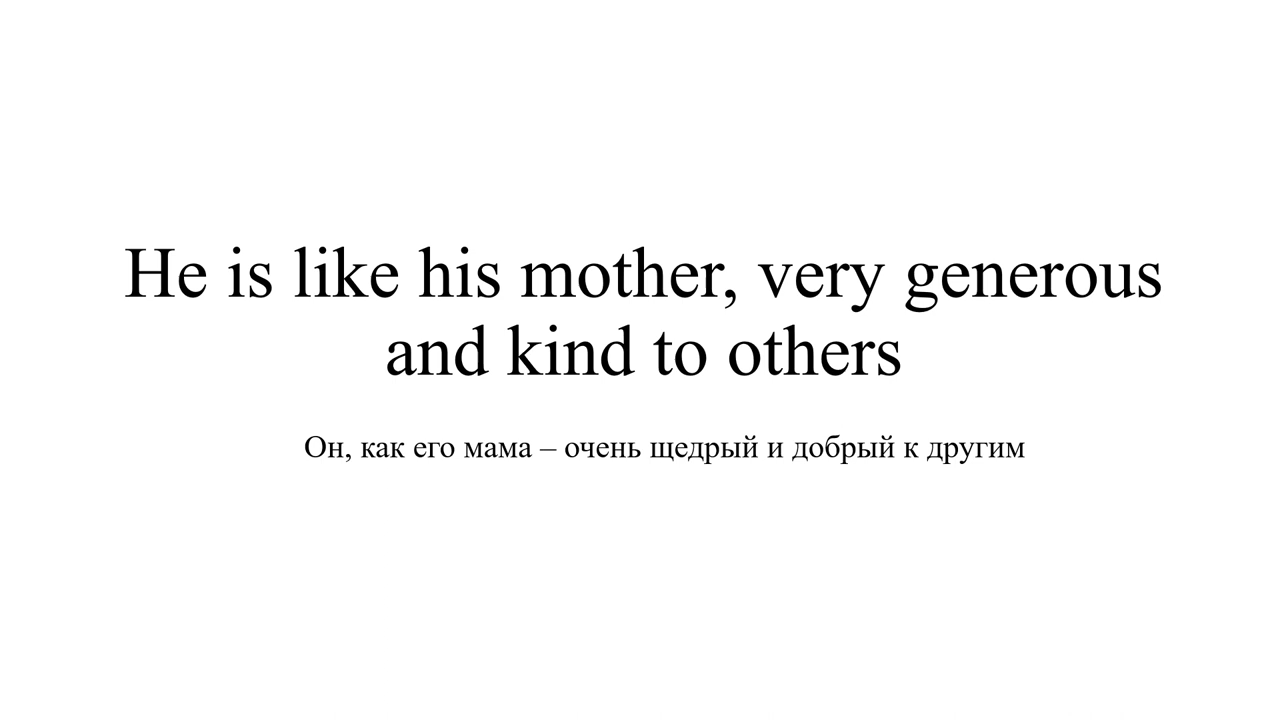 He is like his mother, very generous
and kind to others
Он, как его мама – очень щедрый и добрый к другим